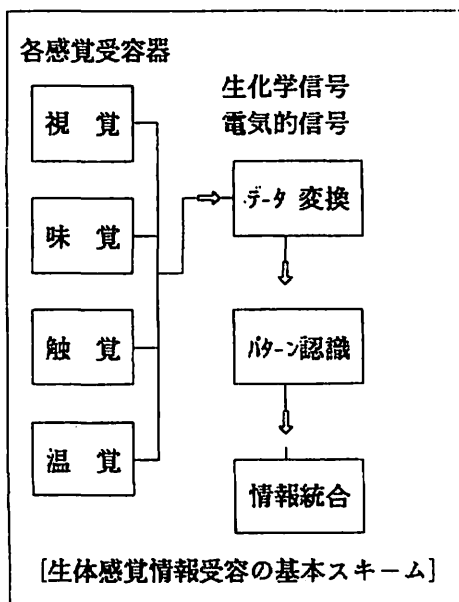 各感覚受容器
視 覚
味 覚
触 覚
温 覚
生化学信号
電気的信号
データ 変換
パターン認識
情報統合
[生体感覚情報受容の基本スキーム]